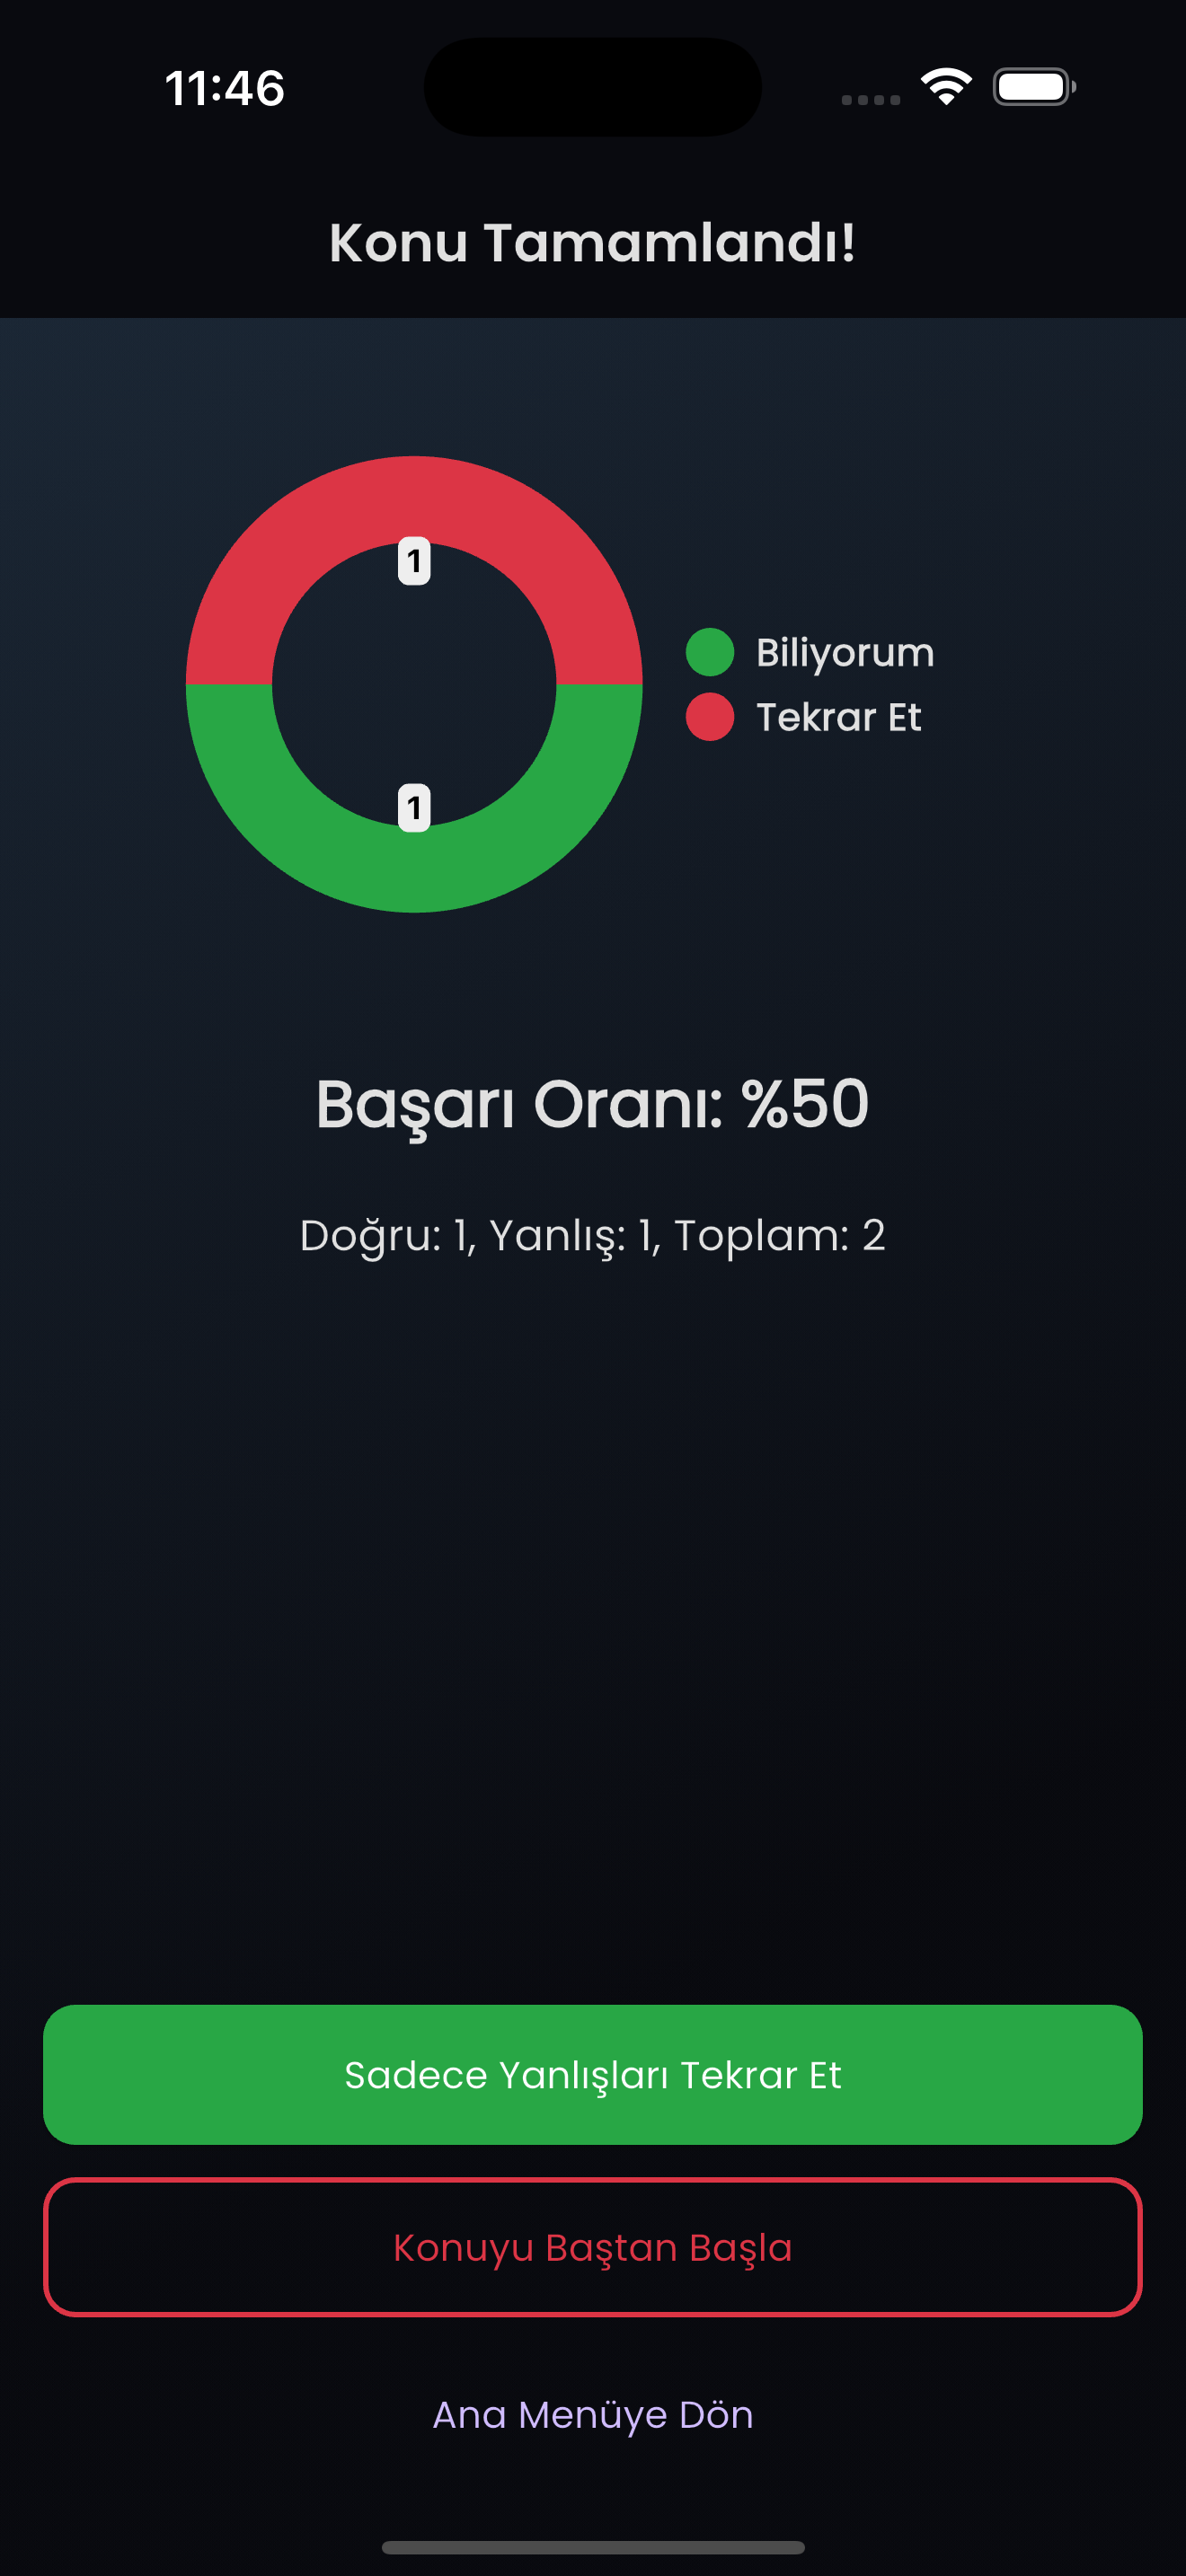 11:46
Konu Tamamlandı!
1
Biliyorum
Tekrar Et
1
Başarı Oranı: %50
Doğru: 1, Yanlış: 1, Toplam: 2
Sadece Yanlışları Tekrar Et
Konuyu Baştan Başla
Ana Menüye Dön